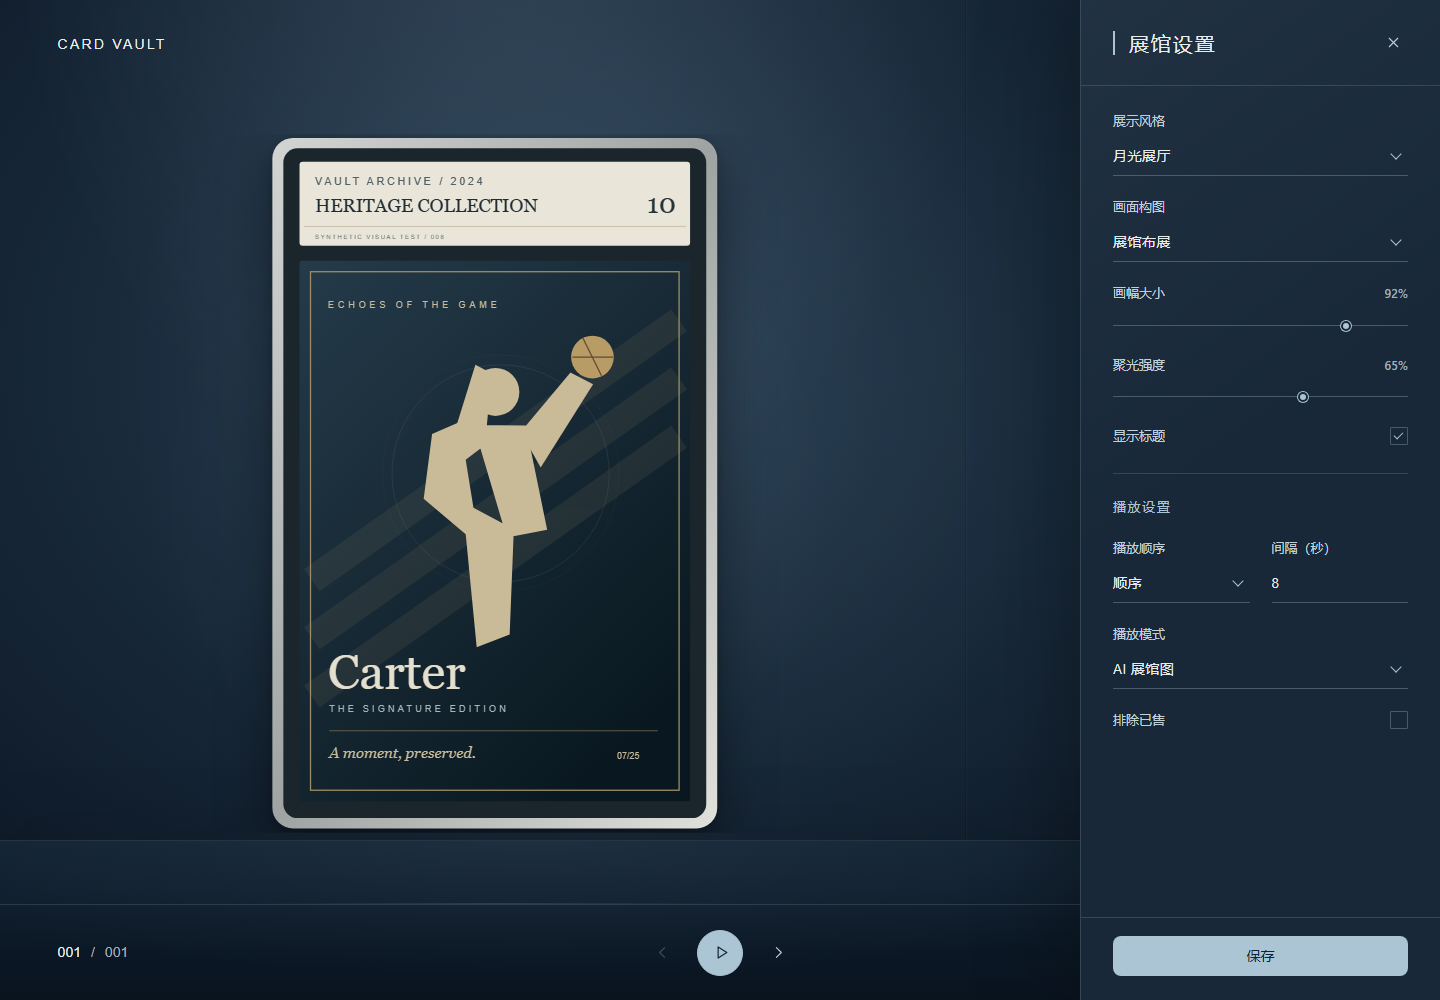 CARD VAULT
VAULT ARCHIVE / 2024
HERITAGE COLLECTION
10
SYNTHETIC VISUAL TEST / 008
ECHOES OF THE GAME
Carter
THE SIGNATURE EDITION
A moment, preserved.
07/25
001 / 001
展馆设置
展示风格
月光展厅
画面构图
展馆布展
画幅大小 92%
聚光强度 65%
显示标题
播放设置
播放顺序 间隔（秒）
顺序 8
播放模式
AI 展馆图
排除已售
保存